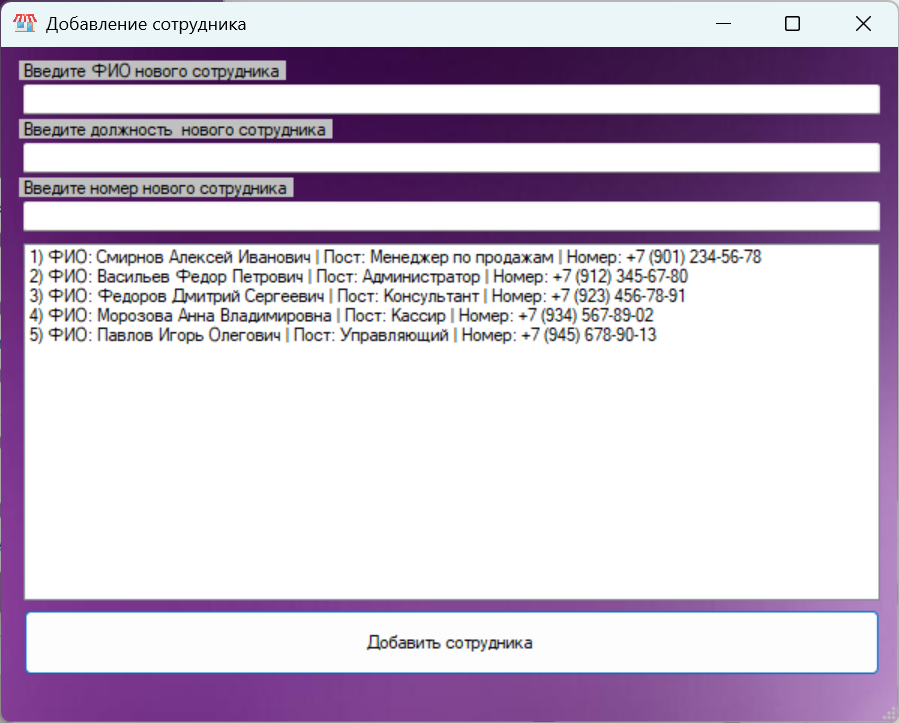 Добавление сотрудника
Введите ФИО нового сотрудника
Введите должность  нового сотрудника
Введите номер нового сотрудника
1) ФИО: Смирнов Алексей Иванович | Пост: Менеджер по продажам | Номер: +7 (901) 234-56-78
2) ФИО: Васильев Федор Петрович | Пост: Администратор | Номер: +7 (912) 345-67-80
3) ФИО: Федоров Дмитрий Сергеевич | Пост: Консультант | Номер: +7 (923) 456-78-91
4) ФИО: Морозова Анна Владимировна | Пост: Кассир | Номер: +7 (934) 567-89-02
5) ФИО: Павлов Игорь Олегович | Пост: Управляющий | Номер: +7 (945) 678-90-13
Добавить сотрудника